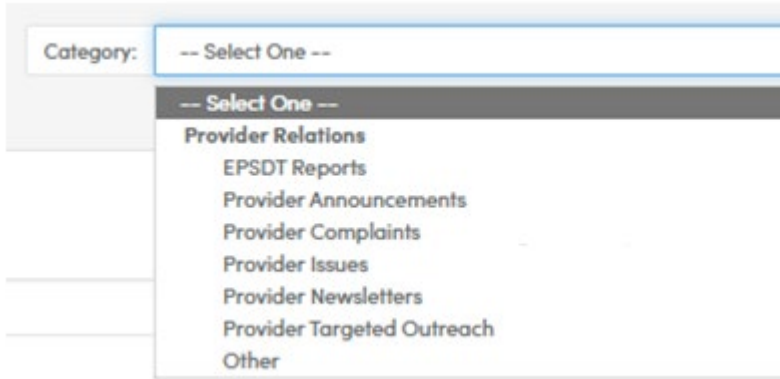 Category: -- Select One --
-- Select One --
Provider Relations
EPSDT Reports
Provider Announcements
Provider Complaints
Provider Issues
Provider Newsletters
Provider Targeted Outreach
Other